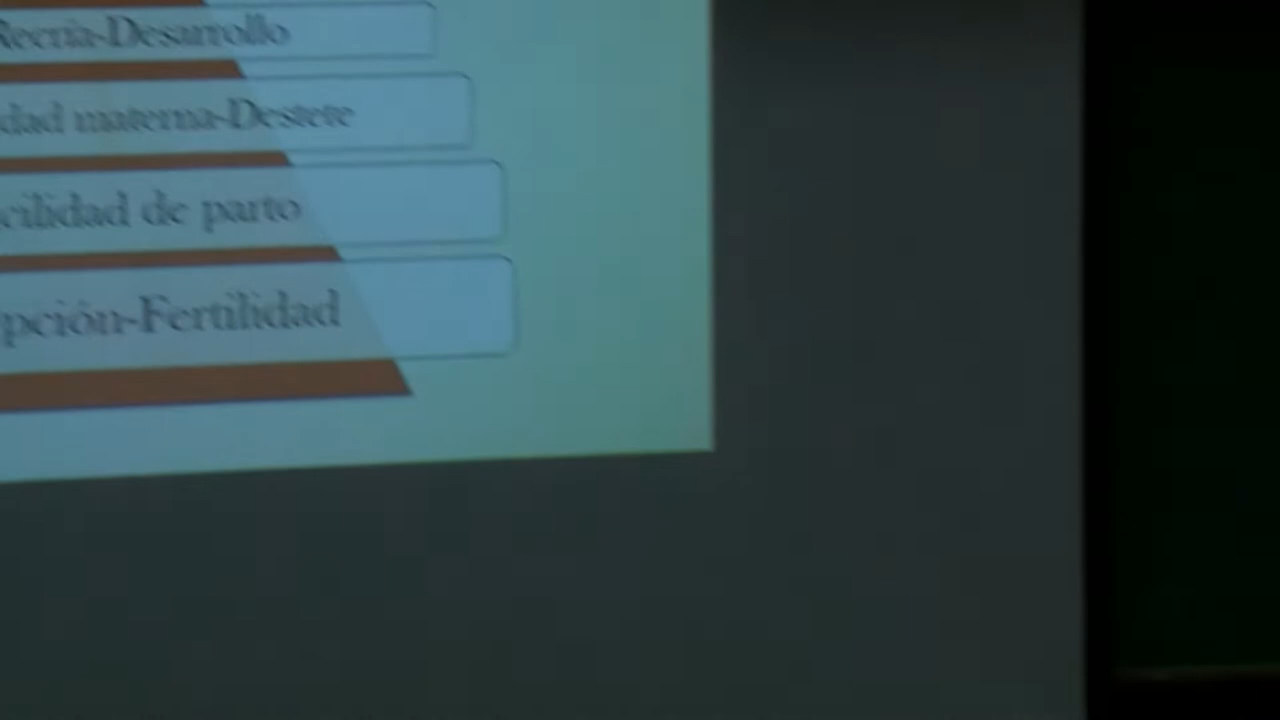 Recría-Desarrollo
dad materna-Destete
cilidad de parto
pción-Fertilidad